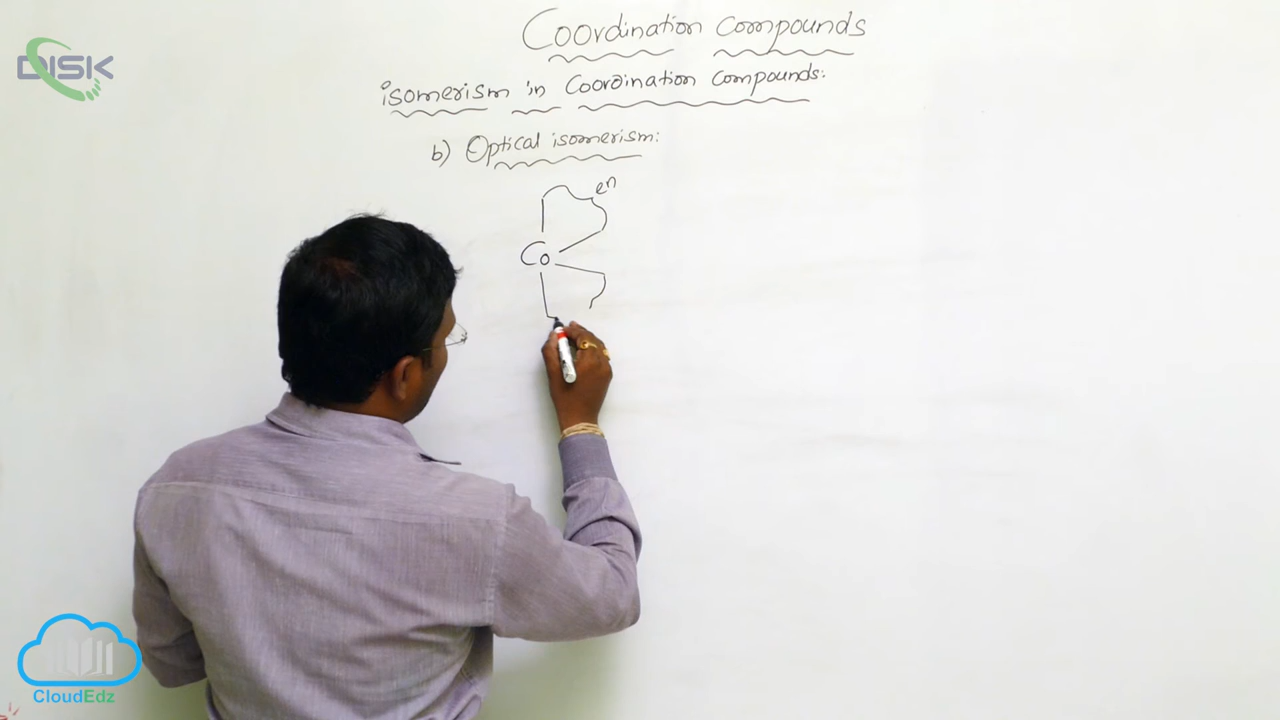 DISK
Coordination Compounds
isomerism in Coordination Compounds:
b) Optical isomerism:
en
Co
CloudEdz